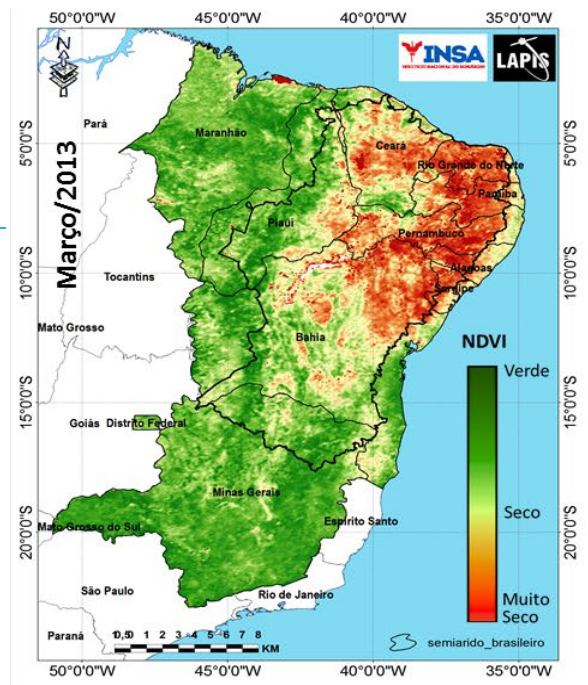 50°0'0"W 45°0'0"W 40°0'0"W 35°0'0"W
N
INSA
LAPIS
Pará
Maranhão
Ceará
5°0'0"S
5°0'0"S
Rio Grande do Norte
Paraiba
Março/2013
Piauí
Pernambuco
Alagoas
10°0'0"S
10°0'0"S
Tocantins
Sergipe
Mato Grosso
Bahia
NDVI
Verde
15°0'0"S
15°0'0"S
Goiás
Distrito Federal
Minas Gerais
Seco
Mato Grosso do Sul
Espirito Santo
20°0'0"S
20°0'0"S
São Paulo
Rio de Janeiro
Muito
Seco
Paraná
0 1 2 3 4 5 6 7 8
KM
semiarido_brasileiro
50°0'0"W 45°0'0"W 40°0'0"W 35°0'0"W